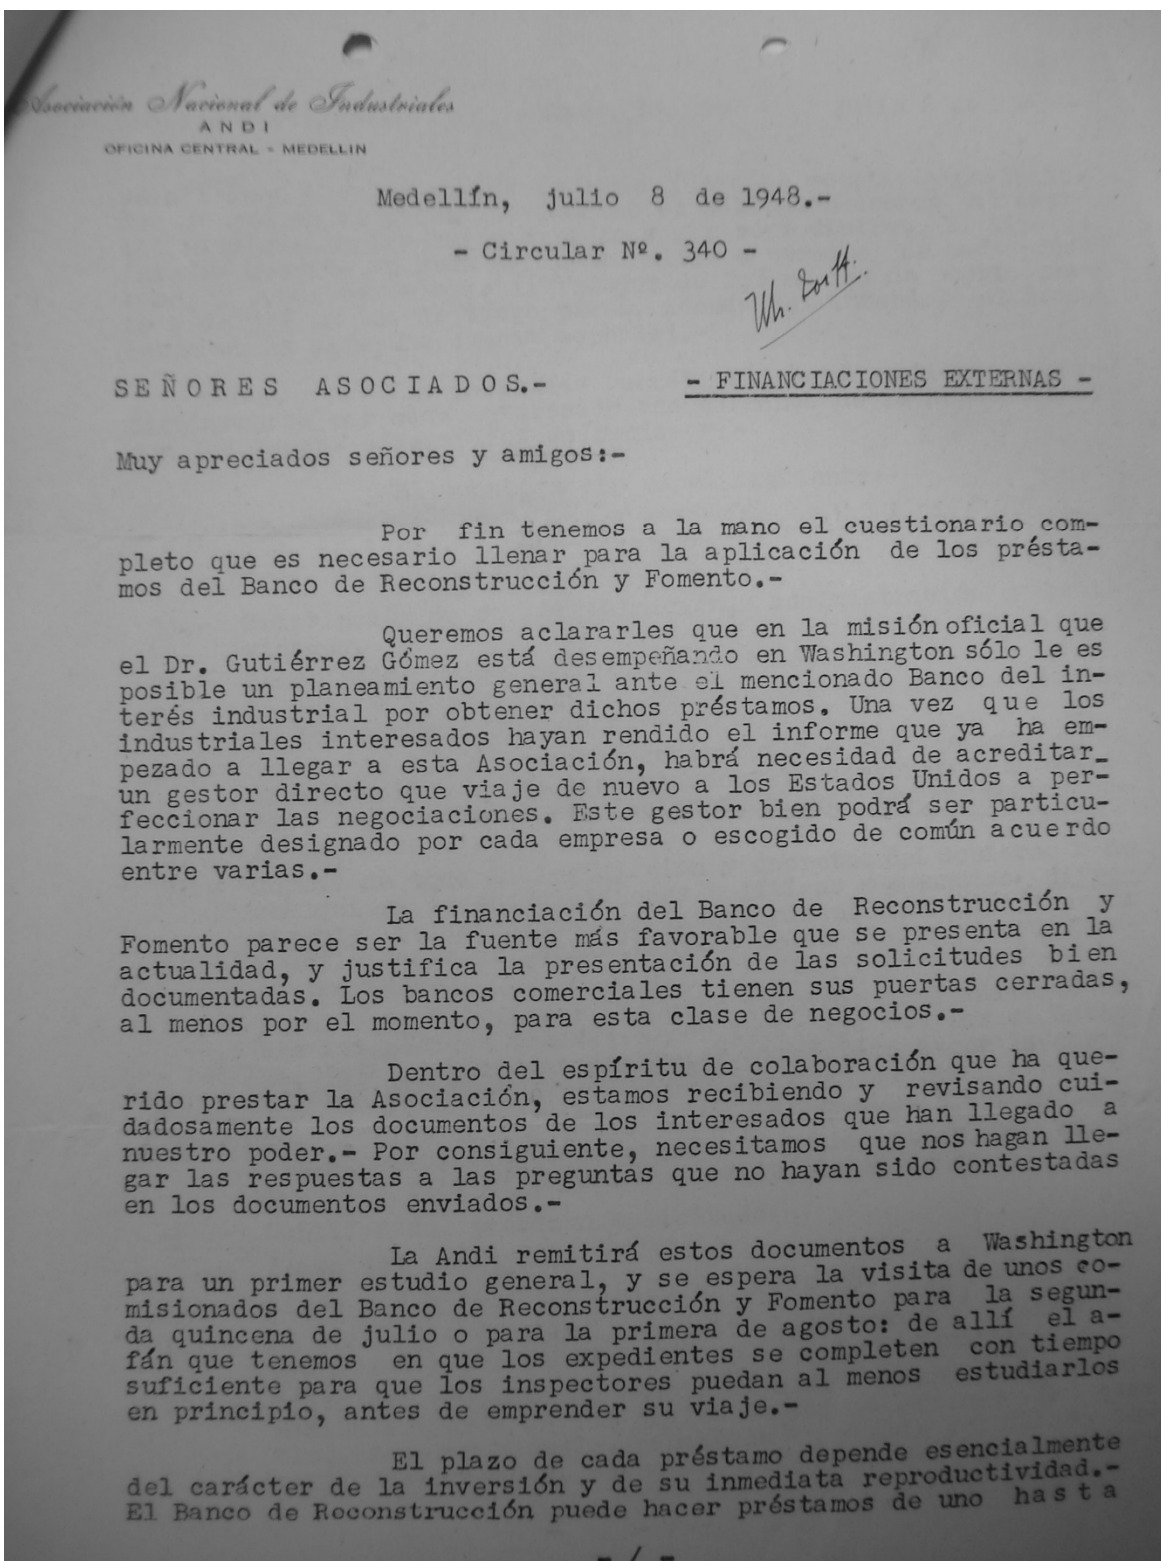 Asociación Nacional de Industriales
ANDI
OFICINA CENTRAL - MEDELLIN
Medellín, julio 8 de 1948.-
- Circular Nº. 340 -
SEÑORES ASOCIADOS.-
- FINANCIACIONES EXTERNAS -
Muy apreciados señores y amigos:-
Por fin tenemos a la mano el cuestionario com-
pleto que es necesario llenar para la aplicación de los présta-
mos del Banco de Reconstrucción y Fomento.-
Queremos aclararles que en la misión oficial que
el Dr. Gutiérrez Gómez está desempeñando en Washington sólo le es
posible un planeamiento general ante el mencionado Banco del in-
terés industrial por obtener dichos préstamos. Una vez que los
industriales interesados hayan rendido el informe que ya ha em-
pezado a llegar a esta Asociación, habrá necesidad de acreditar_
un gestor directo que viaje de nuevo a los Estados Unidos a per-
feccionar las negociaciones. Este gestor bien podrá ser particu-
larmente designado por cada empresa o escogido de común acuerdo
entre varias.-
La financiación del Banco de Reconstrucción y
Fomento parece ser la fuente más favorable que se presenta en la
actualidad, y justifica la presentación de las solicitudes bien
documentadas. Los bancos comerciales tienen sus puertas cerradas,
al menos por el momento, para esta clase de negocios.-
Dentro del espíritu de colaboración que ha que-
rido prestar la Asociación, estamos recibiendo y revisando cui-
dadosamente los documentos de los interesados que han llegado a
nuestro poder.- Por consiguiente, necesitamos que nos hagan lle-
gar las respuestas a las preguntas que no hayan sido contestadas
en los documentos enviados.-
La Andi remitirá estos documentos a Washington
para un primer estudio general, y se espera la visita de unos co-
misionados del Banco de Reconstrucción y Fomento para la segun-
da quincena de julio o para la primera de agosto: de allí el a-
fán que tenemos en que los expedientes se completen con tiempo
suficiente para que los inspectores puedan al menos estudiarlos
en principio, antes de emprender su viaje.-
El plazo de cada préstamo depende esencialmente
del carácter de la inversión y de su inmediata reproductividad.-
El Banco de Reconstrucción puede hacer préstamos de uno hasta